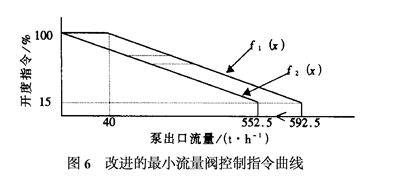 100
f₁(x)
f₂(x)
开度指令/%
15
40
552.5
592.5
泵出口流量/(t·h⁻¹)
图6 改进的最小流量阀控制指令曲线